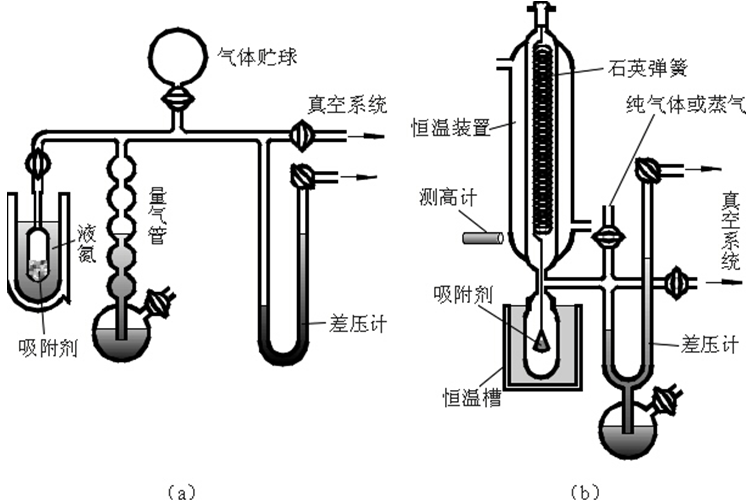 气体贮球
真空系统
量气管
液氮
吸附剂
差压计
(a)
石英弹簧
纯气体或蒸气
恒温装置
测高计
真空系统
吸附剂
差压计
恒温槽
(b)